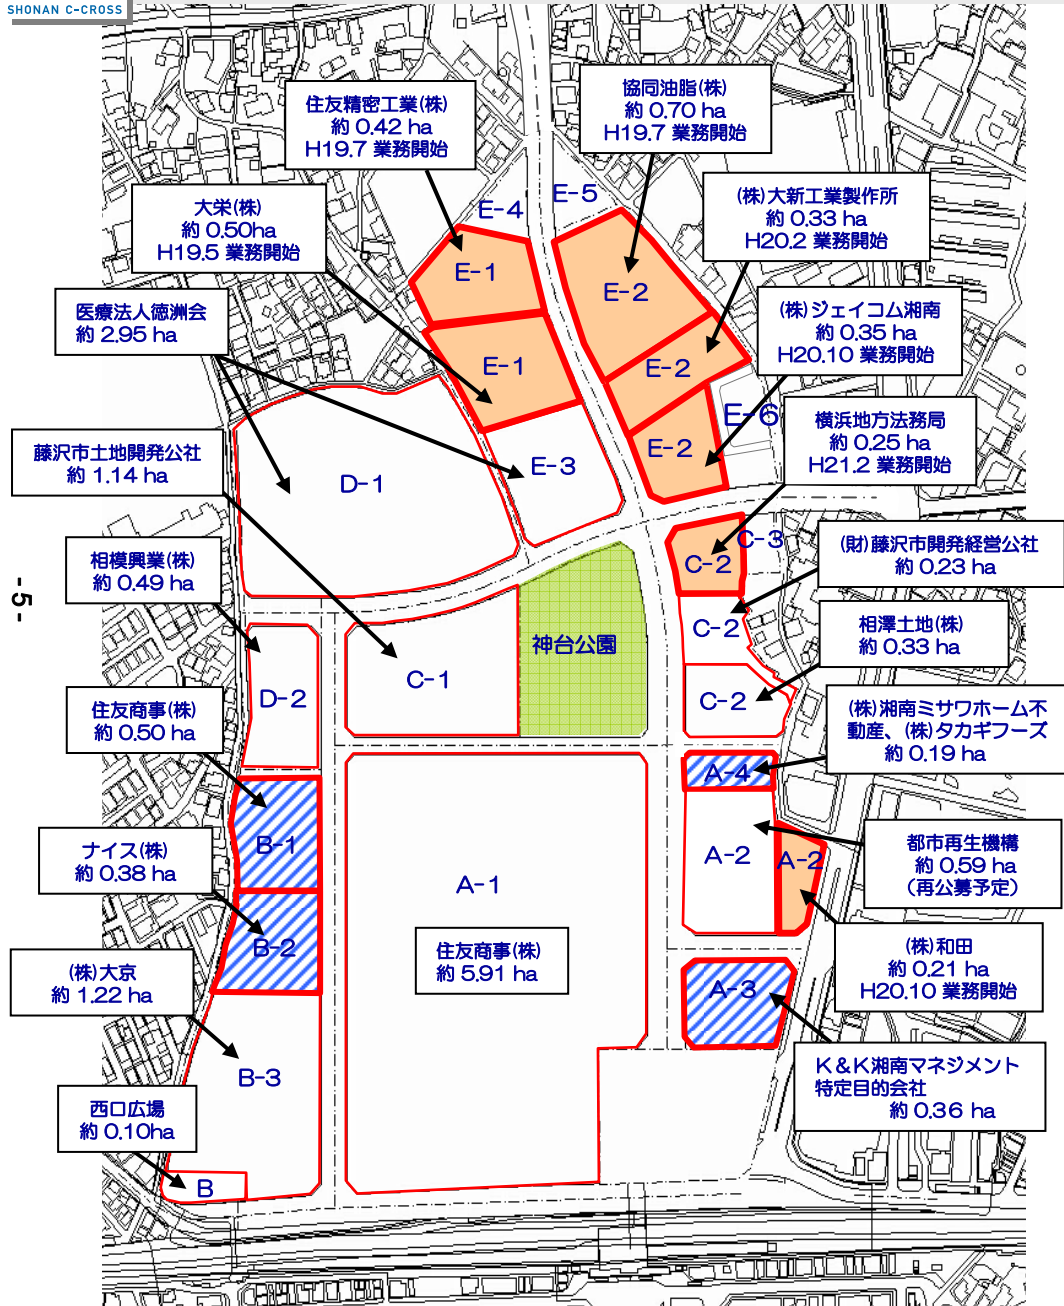 SHONAN C-CROSS
住友精密工業(株)
約 0.42 ha
H19.7 業務開始
協同油脂(株)
約 0.70 ha
H19.7 業務開始
大栄(株)
約 0.50ha
H19.5 業務開始
(株)大新工業製作所
約 0.33 ha
H20.2 業務開始
医療法人徳洲会
約 2.95 ha
(株)ジェイコム湘南
約 0.35 ha
H20.10 業務開始
藤沢市土地開発公社
約 1.14 ha
横浜地方法務局
約 0.25 ha
H21.2 業務開始
相模興業(株)
約 0.49 ha
(財)藤沢市開発経営公社
約 0.23 ha
相澤土地(株)
約 0.33 ha
住友商事(株)
約 0.50 ha
(株)湘南ミサワホーム不
動産、(株)タカギフーズ
約 0.19 ha
ナイス(株)
約 0.38 ha
都市再生機構
約 0.59 ha
(再公募予定)
(株)大京
約 1.22 ha
住友商事(株)
約 5.91 ha
(株)和田
約 0.21 ha
H20.10 業務開始
西口広場
約 0.10ha
K&K湘南マネジメント
特定目的会社
約 0.36 ha
E-4
E-5
E-1
E-2
E-1
E-2
E-6
E-2
E-3
D-1
C-3
C-2
C-2
神台公園
C-1
D-2
C-2
A-4
B-1
A-2
A-2
A-1
B-2
A-3
B-3
B
- 5 -